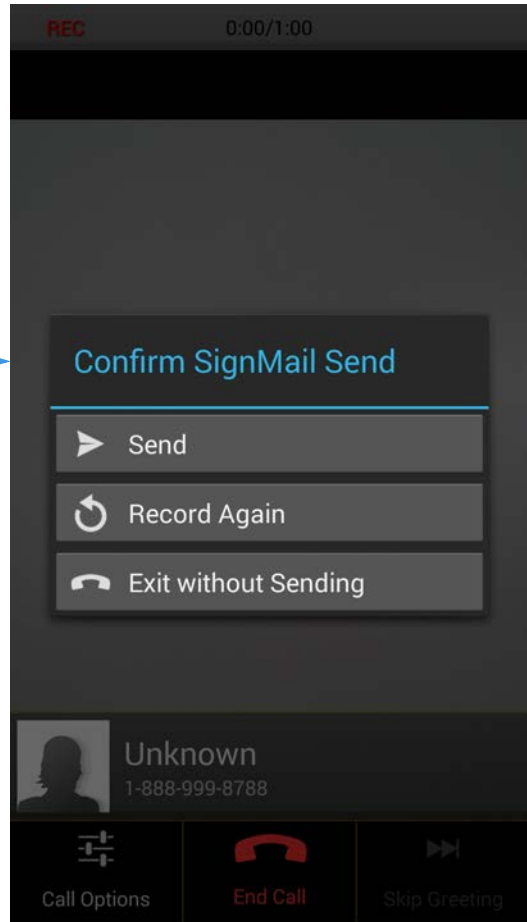 REC 0:00/1:00
Confirm SignMail Send
Send
Record Again
Exit without Sending
Unknown
1-888-999-8788
Call Options End Call Skip Greeting